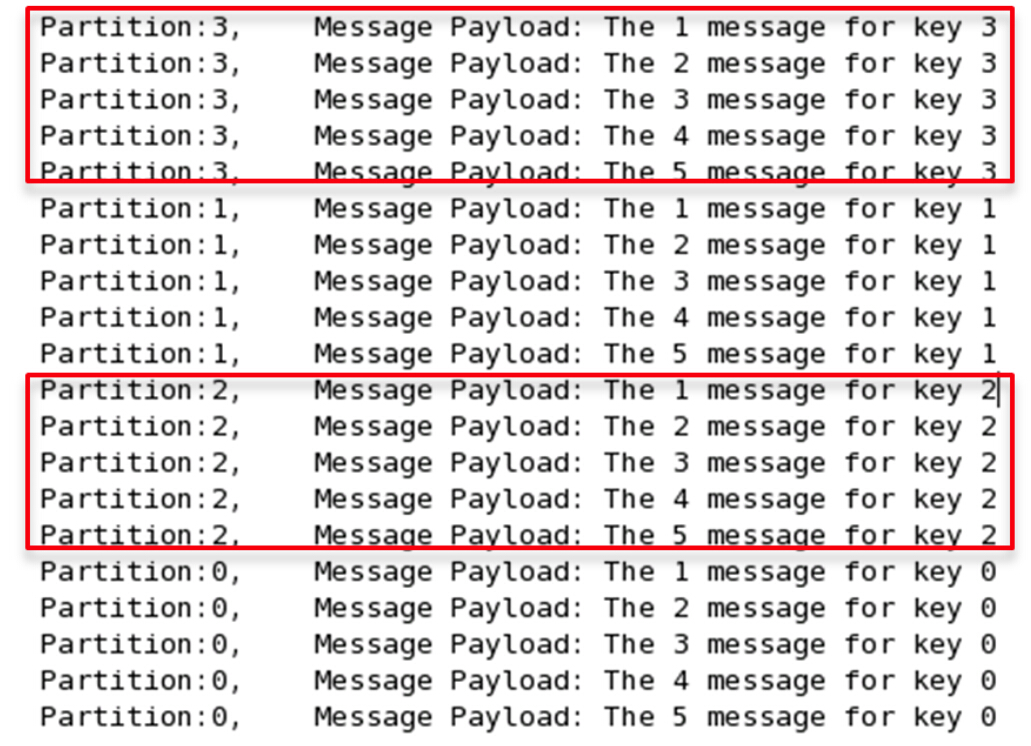 Partition:3,    Message Payload: The 1 message for key 3
Partition:3,    Message Payload: The 2 message for key 3
Partition:3,    Message Payload: The 3 message for key 3
Partition:3,    Message Payload: The 4 message for key 3
Partition:3,    Message Payload: The 5 message for key 3
Partition:1,    Message Payload: The 1 message for key 1
Partition:1,    Message Payload: The 2 message for key 1
Partition:1,    Message Payload: The 3 message for key 1
Partition:1,    Message Payload: The 4 message for key 1
Partition:1,    Message Payload: The 5 message for key 1
Partition:2,    Message Payload: The 1 message for key 2
Partition:2,    Message Payload: The 2 message for key 2
Partition:2,    Message Payload: The 3 message for key 2
Partition:2,    Message Payload: The 4 message for key 2
Partition:2,    Message Payload: The 5 message for key 2
Partition:0,    Message Payload: The 1 message for key 0
Partition:0,    Message Payload: The 2 message for key 0
Partition:0,    Message Payload: The 3 message for key 0
Partition:0,    Message Payload: The 4 message for key 0
Partition:0,    Message Payload: The 5 message for key 0